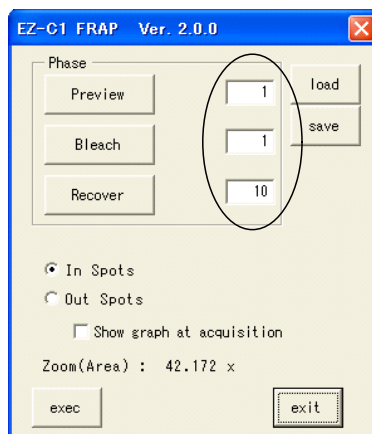 EZ-C1 FRAP Ver. 2.0.0
Phase
Preview 1 load
Bleach 1 save
Recover 10
In Spots
Out Spots
Show graph at acquisition
Zoom(Area) : 42.172 x
exec exit